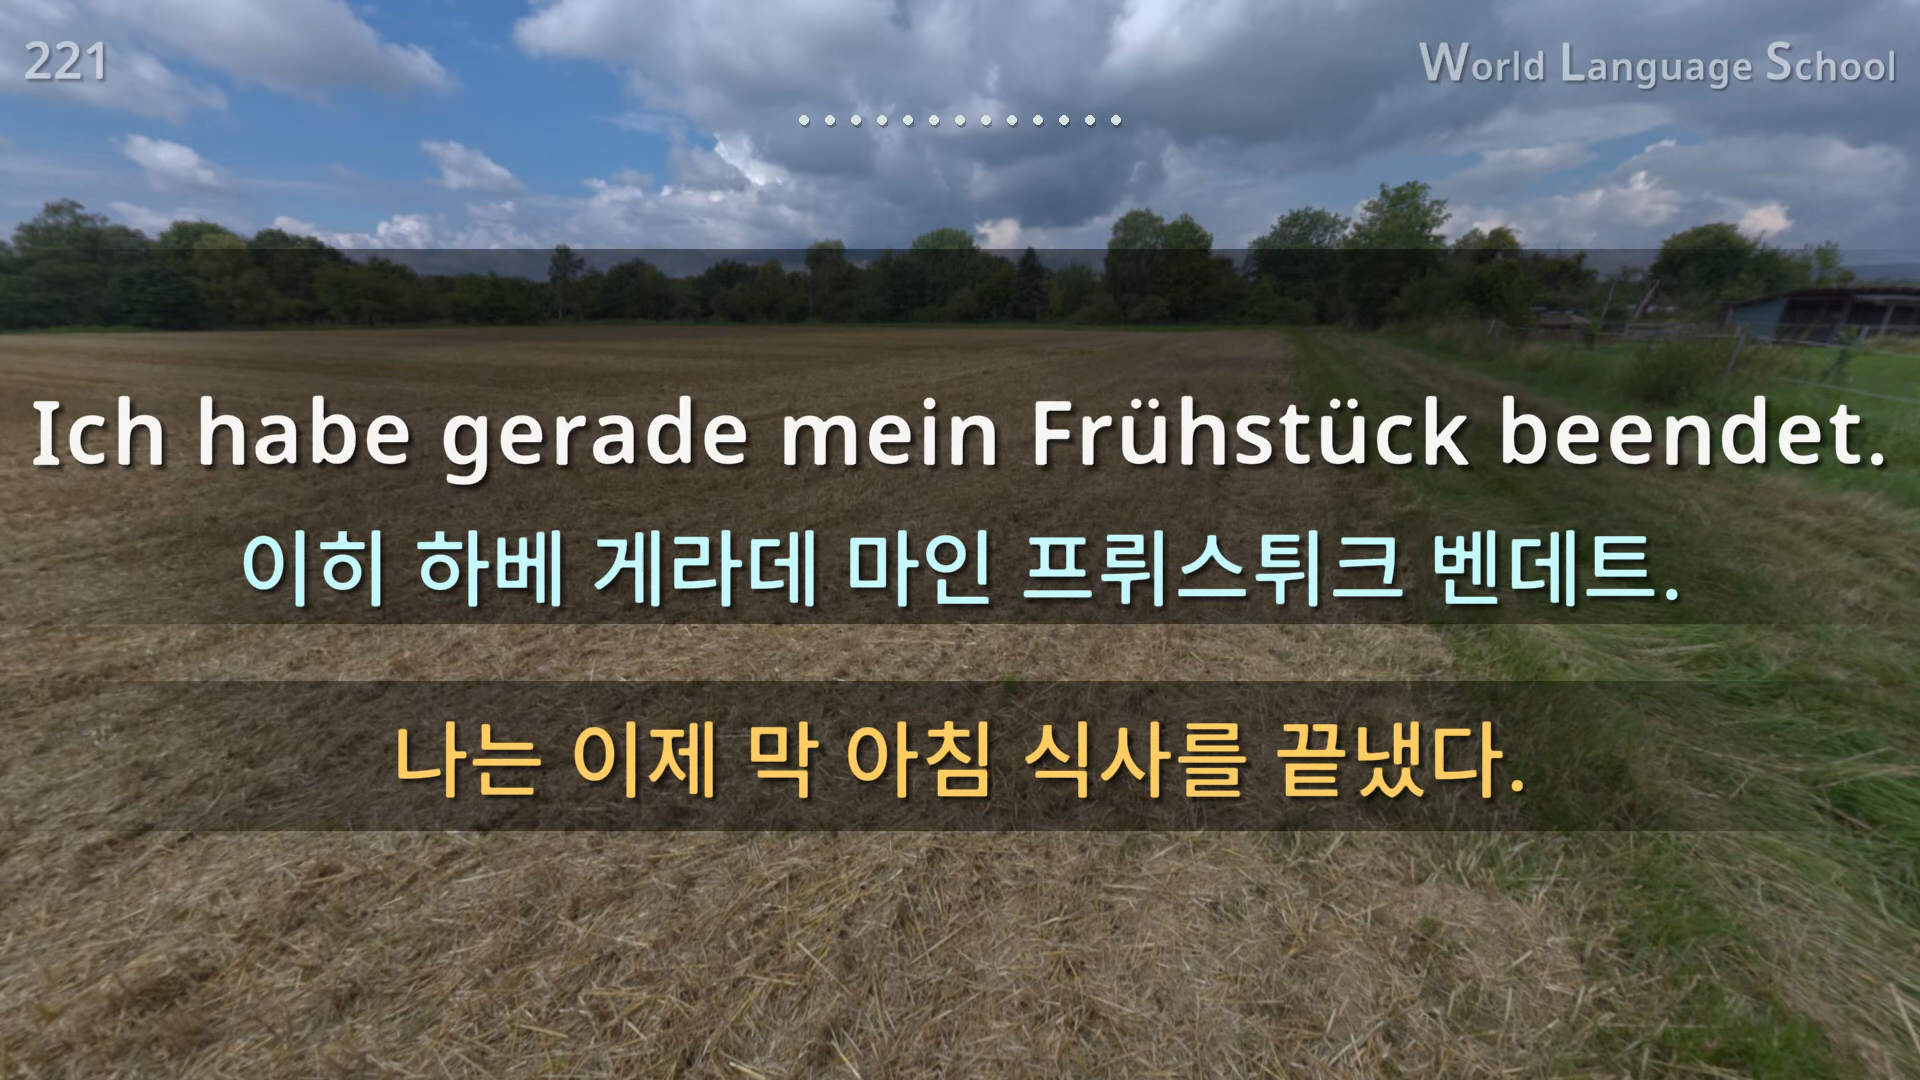 221
World Language School
Ich habe gerade mein Frühstück beendet.
이히 하베 게라데 마인 프뤼스튀크 벤데트.
나는 이제 막 아침 식사를 끝냈다.